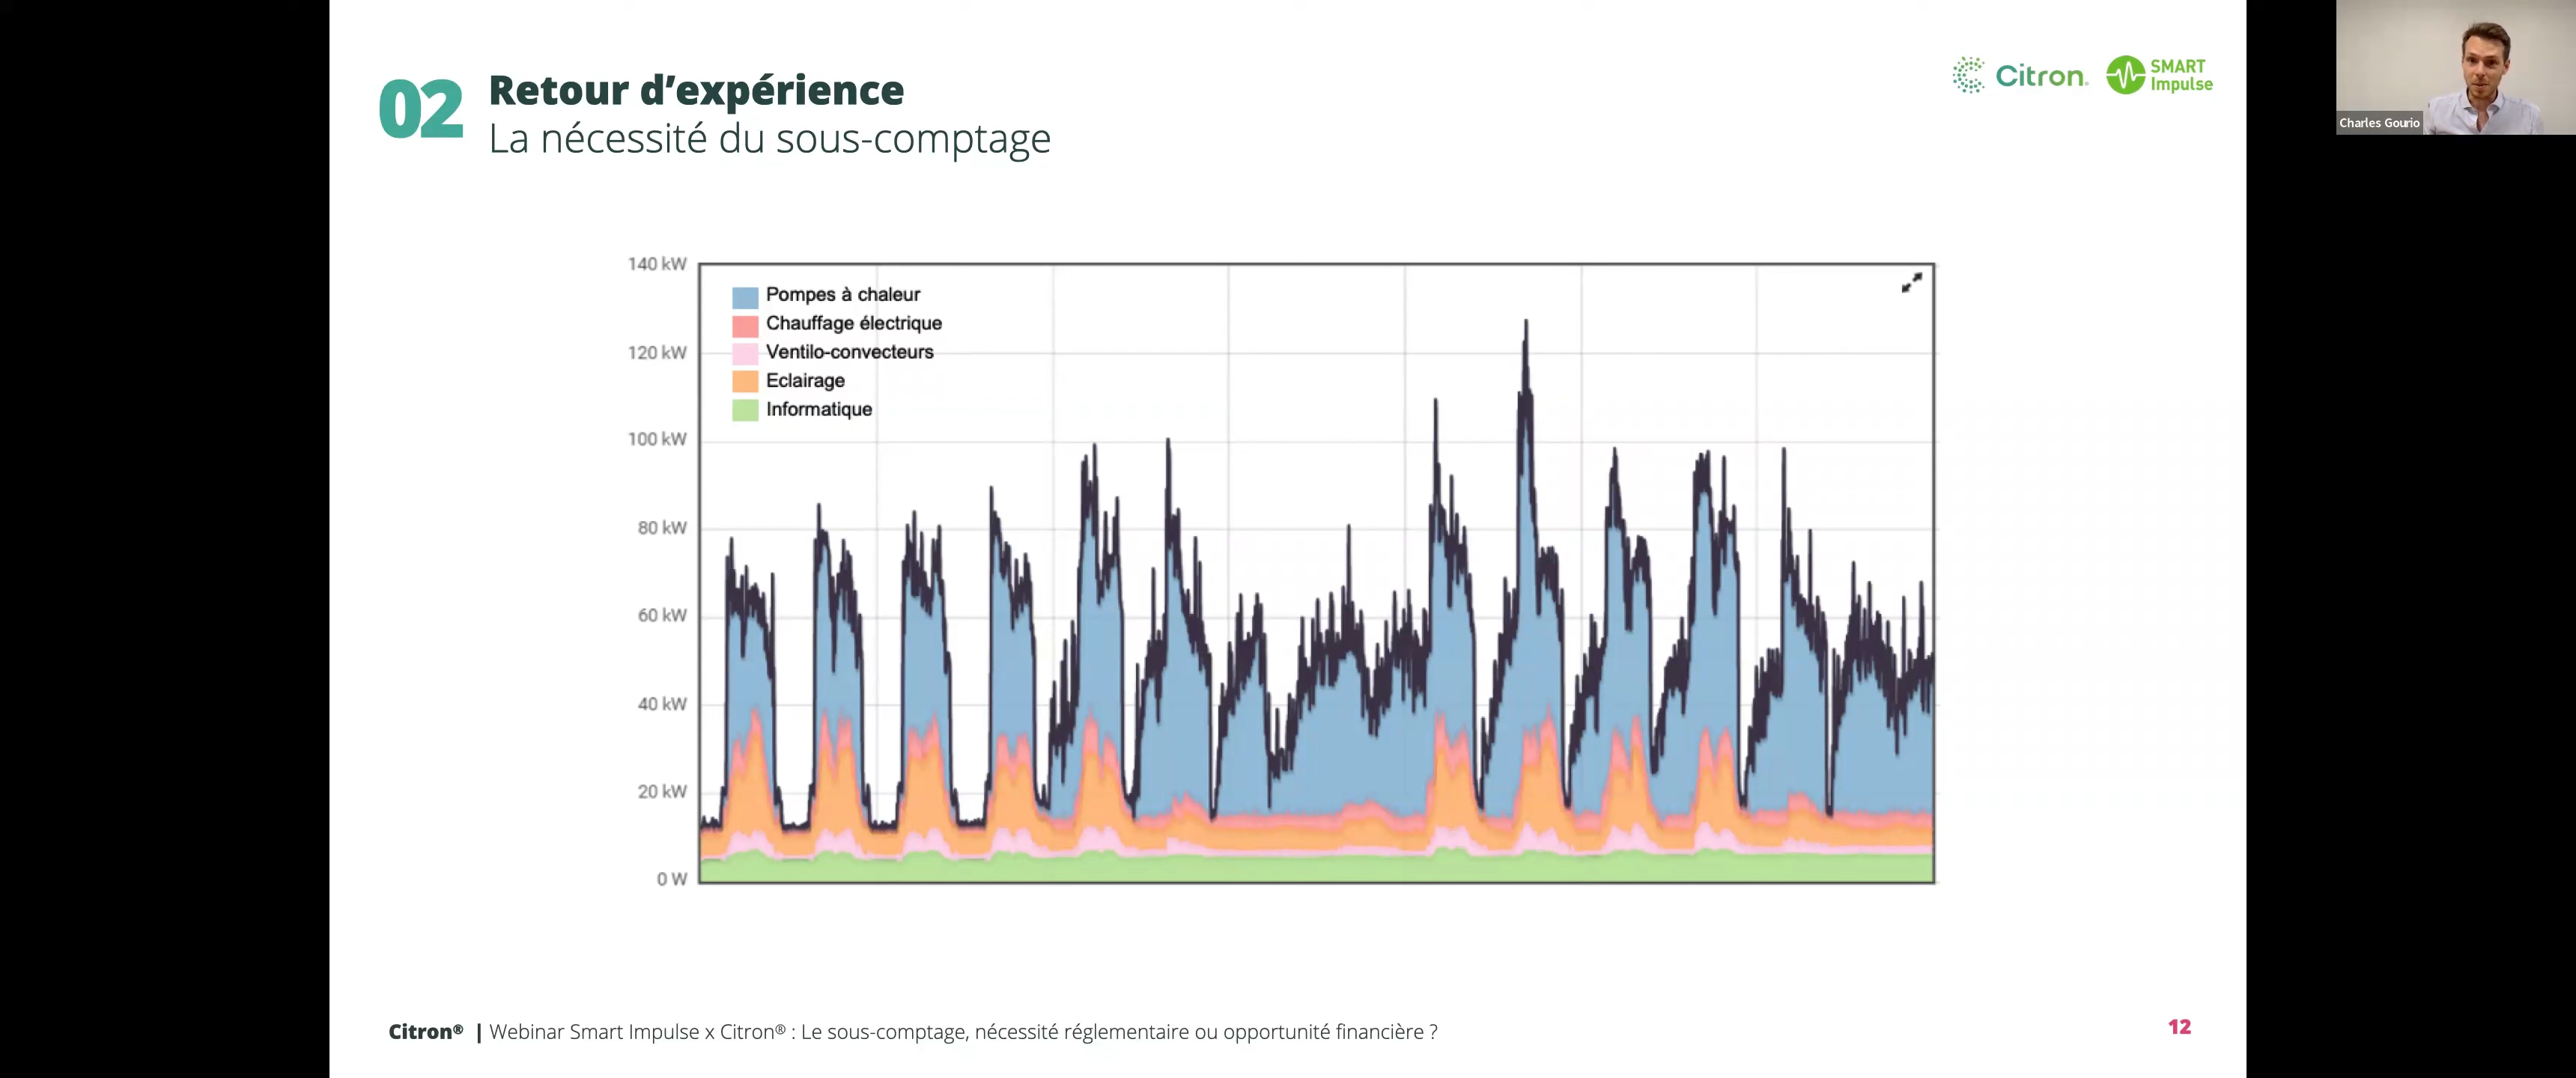 02
Retour d’expérience
La nécessité du sous-comptage
Citron®
SMART
Impulse
Charles Gourio
140 kW
120 kW
100 kW
80 kW
60 kW
40 kW
20 kW
0 W
Pompes à chaleur
Chauffage électrique
Ventilo-convecteurs
Eclairage
Informatique
Citron® | Webinar Smart Impulse x Citron® : Le sous-comptage, nécessité réglementaire ou opportunité financière ?
12